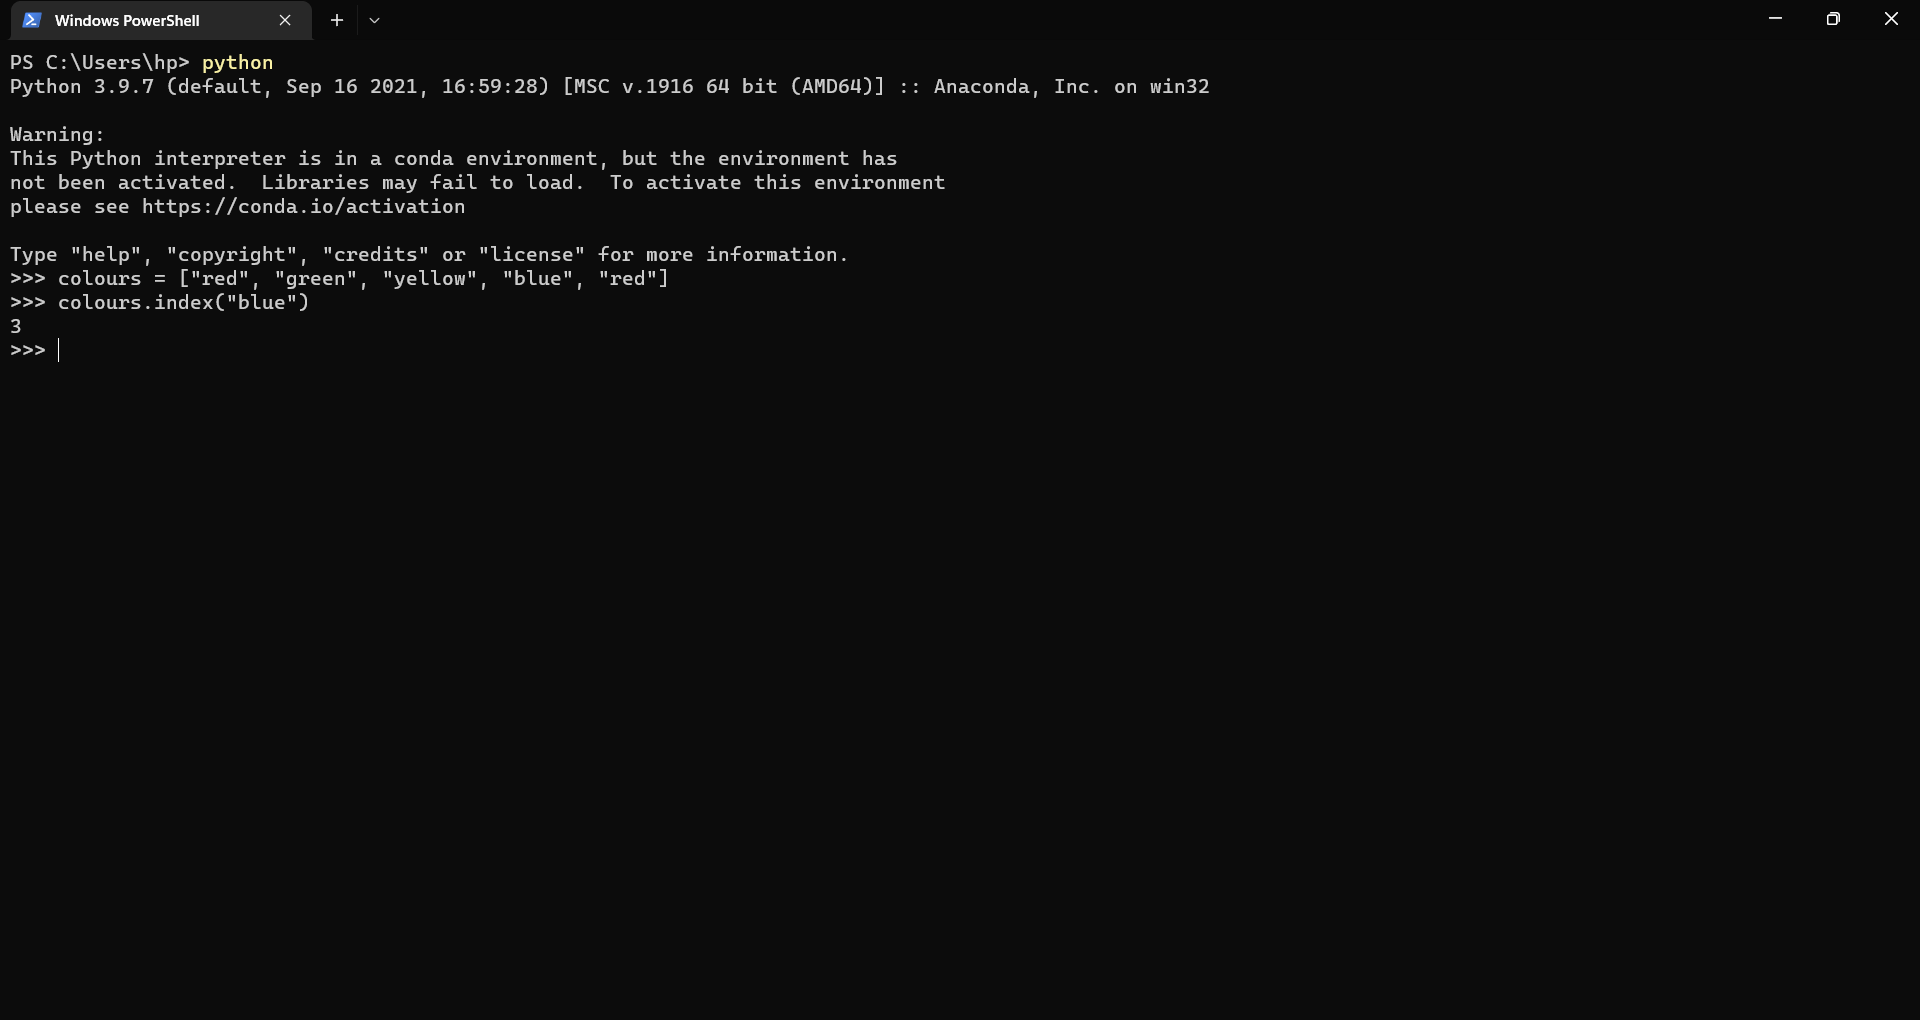 Windows PowerShell
PS C:\Users\hp> python
Python 3.9.7 (default, Sep 16 2021, 16:59:28) [MSC v.1916 64 bit (AMD64)] :: Anaconda, Inc. on win32
Warning:
This Python interpreter is in a conda environment, but the environment has
not been activated.  Libraries may fail to load.  To activate this environment
please see https://conda.io/activation
Type "help", "copyright", "credits" or "license" for more information.
>>> colours = ["red", "green", "yellow", "blue", "red"]
>>> colours.index("blue")
3
>>>